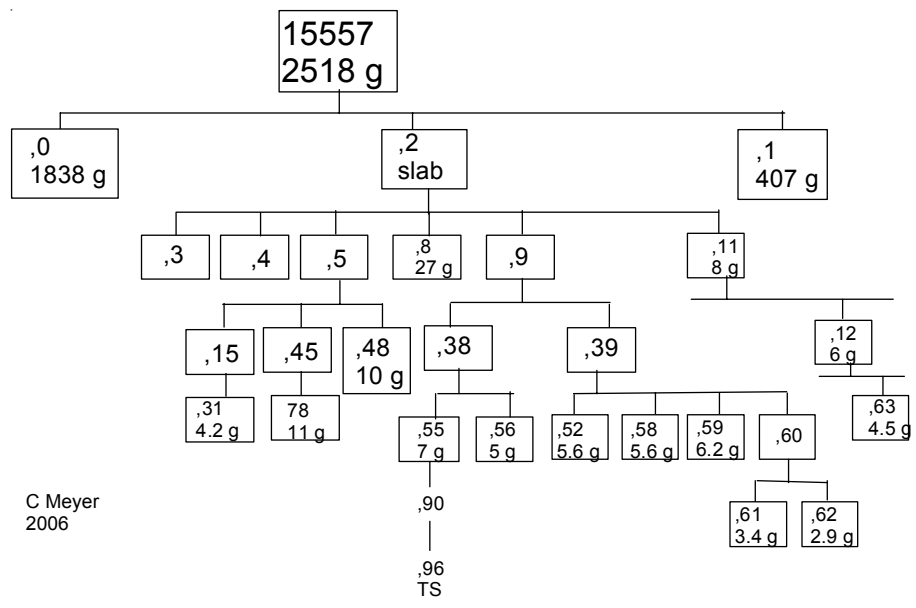 15557
2518 g
,0
1838 g
,2
slab
,1
407 g
,3
,4
,5
,8
27 g
,9
,11
8 g
,15
,45
,48
10 g
,38
,39
,12
6 g
,31
4.2 g
78
11 g
,55
7 g
,56
5 g
,52
5.6 g
,58
5.6 g
,59
6.2 g
,60
,63
4.5 g
,90
,61
3.4 g
,62
2.9 g
,96
TS
C Meyer
2006